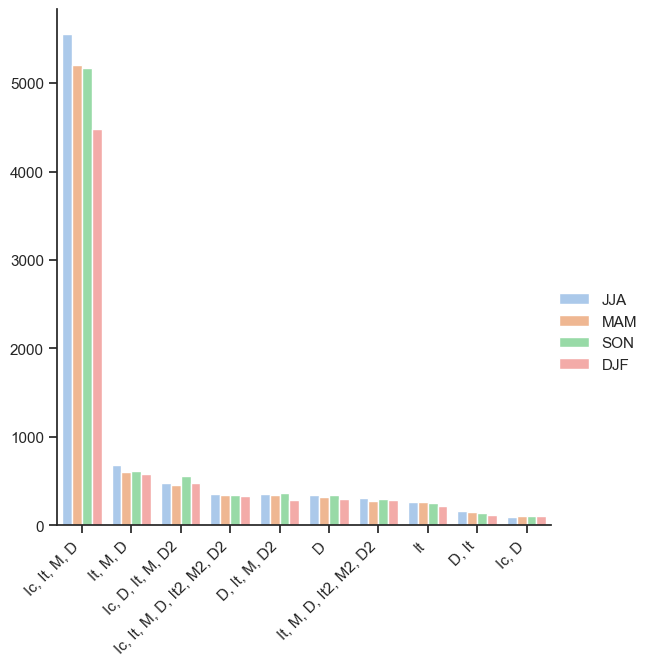 5000
4000
3000
2000
1000
0
JJA
MAM
SON
DJF
Ic, It, M, D
It, M, D
Ic, D, It, M, D2
Ic, It, M, D, It2, M2, D2
D, It, M, D2
D
It, M, D, It2, M2, D2
It
D, It
Ic, D